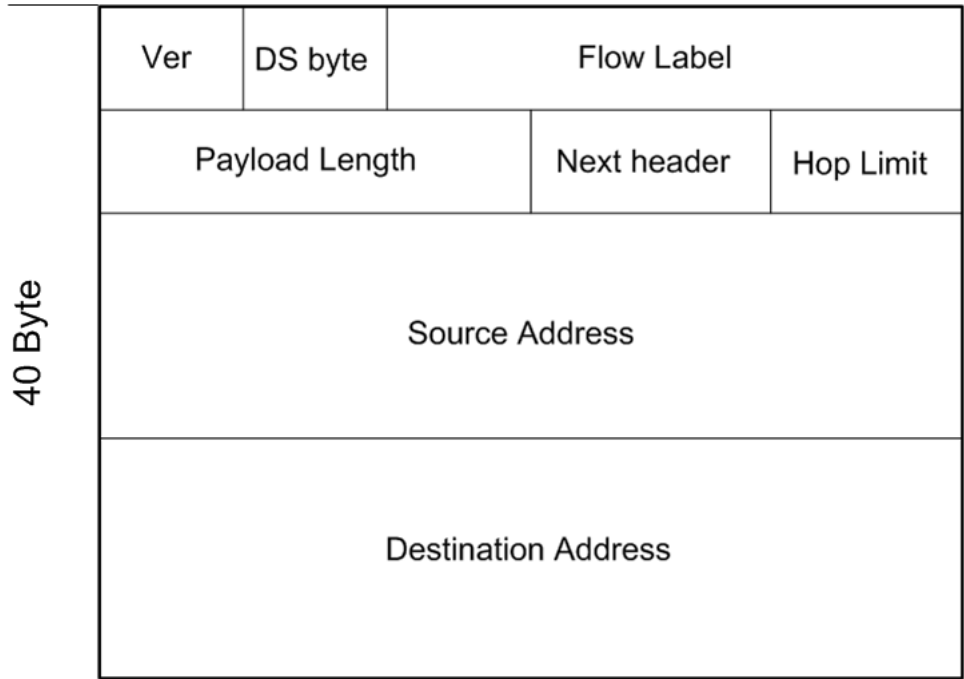 Ver
DS byte
Flow Label
Payload Length
Next header
Hop Limit
40 Byte
Source Address
Destination Address